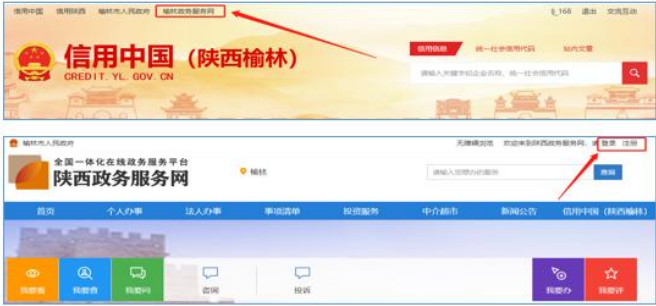 信用中国 信用陕西 榆林市人民政府 榆林政务服务网
退出 交流互动
信用中国 (陕西榆林)
CREDIT. YL. GOV. CN
信用信息 统一社会信用代码 站内文章
请输入关键字如企业名称、统一社会信用代码
榆林市人民政府
无障碍浏览 欢迎来到陕西政务服务网，请 登录 注册
全国一体化在线政务服务平台
陕西政务服务网
榆林
请输入您想办的服务
查询
首页 个人办事 法人办事 事项清单 投资服务 中介超市 新闻公告 信用中国 (陕西榆林)
我要看 我要查 我要问 咨询 投诉 我要办 我要评